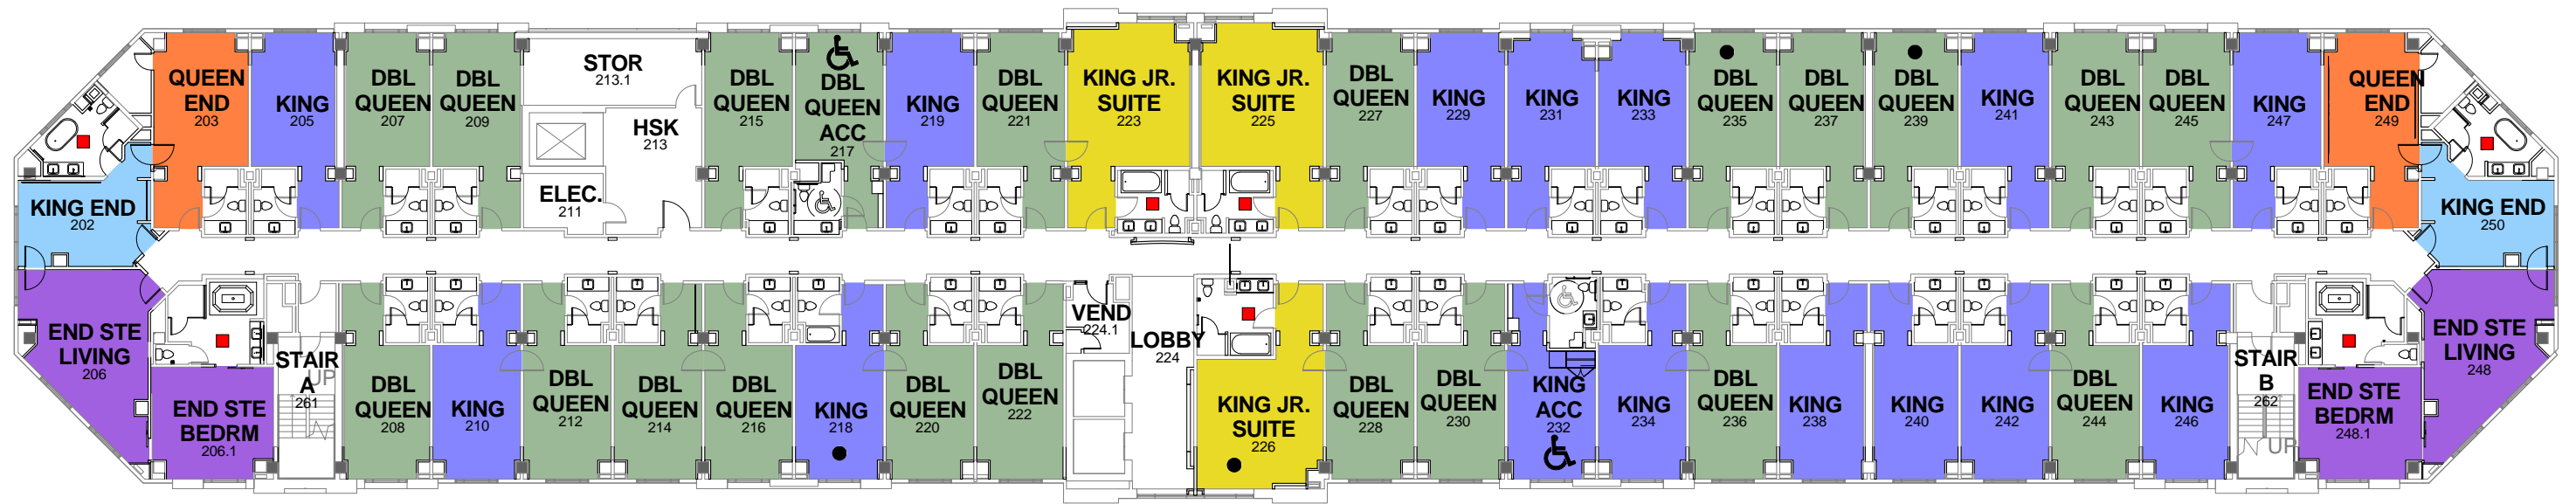 QUEEN
END
203
KING
205
DBL
QUEEN
207
DBL
QUEEN
209
STOR
213.1
HSK
213
ELEC.
211
DBL
QUEEN
215
DBL
QUEEN
ACC
217
KING
219
DBL
QUEEN
221
KING JR.
SUITE
223
KING JR.
SUITE
225
DBL
QUEEN
227
KING
229
KING
231
KING
233
DBL
QUEEN
235
DBL
QUEEN
237
DBL
QUEEN
239
KING
241
DBL
QUEEN
243
DBL
QUEEN
245
KING
247
QUEEN
END
249
KING END
202
KING END
250
END STE
LIVING
206
END STE
BEDRM
206.1
STAIR
A
261
UP
DBL
QUEEN
208
KING
210
DBL
QUEEN
212
DBL
QUEEN
214
DBL
QUEEN
216
KING
218
DBL
QUEEN
220
DBL
QUEEN
222
VEND
224.1
LOBBY
224
KING JR.
SUITE
226
DBL
QUEEN
228
DBL
QUEEN
230
KING
ACC
232
KING
234
DBL
QUEEN
236
KING
238
KING
240
KING
242
DBL
QUEEN
244
KING
246
STAIR
B
262
UP
END STE
BEDRM
248.1
END STE
LIVING
248